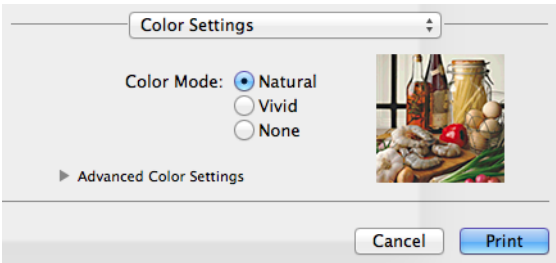 Color Settings
Color Mode: Natural
Vivid
None
Advanced Color Settings
Cancel Print